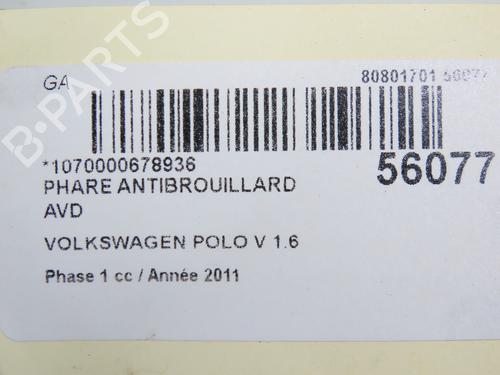 GA
80801701 56077
*1070000678936
56077
PHARE ANTIBROUILLARD
AVD
VOLKSWAGEN POLO V 1.6
Phase 1 cc / Année 2011
B-PARTS